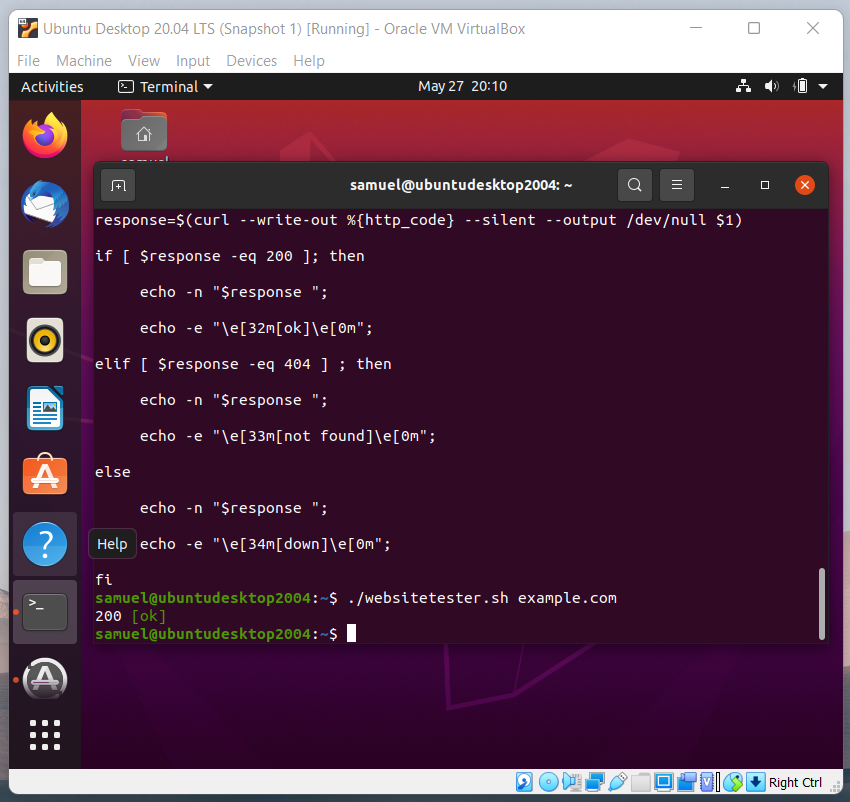 Ubuntu Desktop 20.04 LTS (Snapshot 1) [Running] - Oracle VM VirtualBox
File Machine View Input Devices Help
Activities Terminal May 27 20:10
samuel
samuel@ubuntudesktop2004: ~
response=$(curl --write-out %{http_code} --silent --output /dev/null $1)
if [ $response -eq 200 ]; then
echo -n "$response ";
echo -e "\e[32m[ok]\e[0m";
elif [ $response -eq 404 ] ; then
echo -n "$response ";
echo -e "\e[33m[not found]\e[0m";
else
echo -n "$response ";
Help
echo -e "\e[34m[down]\e[0m";
fi
samuel@ubuntudesktop2004:~$ ./websitetester.sh example.com
200 [ok]
samuel@ubuntudesktop2004:~$
Right Ctrl